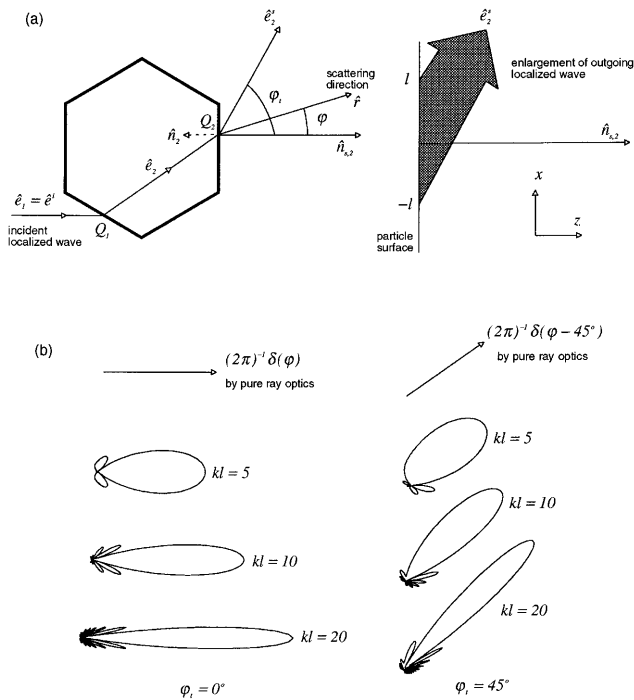 (a)
ê₂ˢ
φₜ
scattering
direction
r̂
Q₂
φ
n̂₂
n̂ₛ,₂
ê₂
ê₁ = êⁱ
incident
localized wave
Q₁
ê₂ˢ
l
enlargement of outgoing
localized wave
n̂ₛ,₂
-l
x
z
particle
surface
(b)
(2π)⁻¹ δ(φ)
by pure ray optics
(2π)⁻¹ δ(φ - 45°)
by pure ray optics
kl = 5
kl = 10
kl = 20
φₜ = 0°
kl = 5
kl = 10
kl = 20
φₜ = 45°